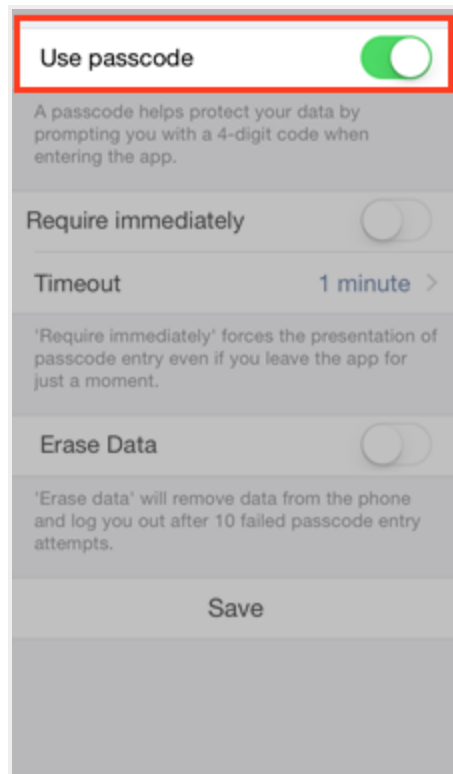 Use passcode
A passcode helps protect your data by
prompting you with a 4-digit code when
entering the app.
Require immediately
Timeout 1 minute >
'Require immediately' forces the presentation of
passcode entry even if you leave the app for
just a moment.
Erase Data
'Erase data' will remove data from the phone
and log you out after 10 failed passcode entry
attempts.
Save